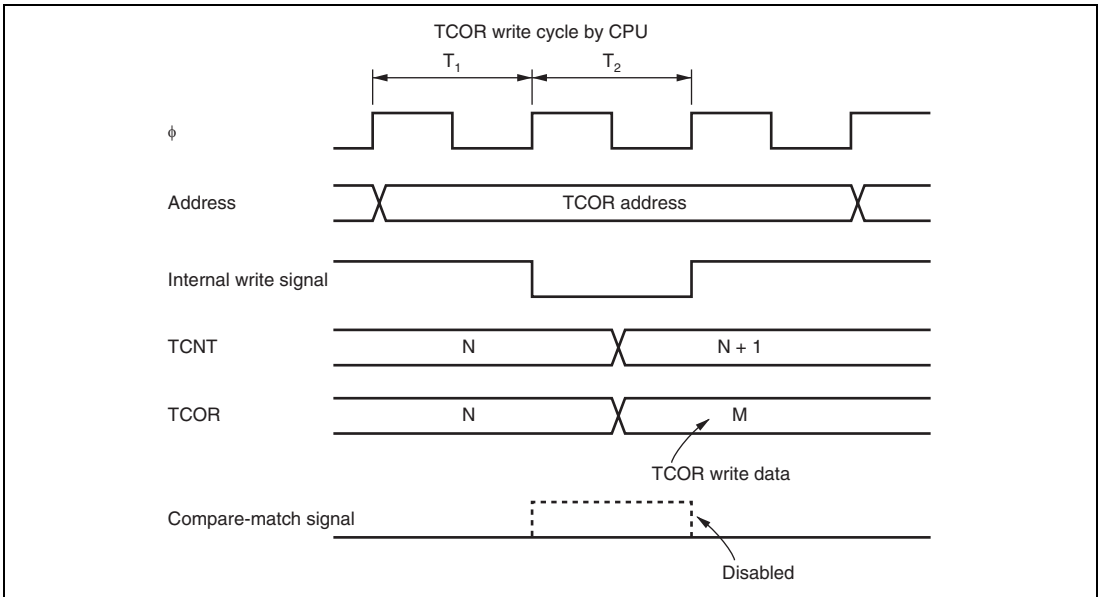 TCOR write cycle by CPU
T1 T2
φ
Address TCOR address
Internal write signal
TCNT N N + 1
TCOR N M
TCOR write data
Compare-match signal
Disabled